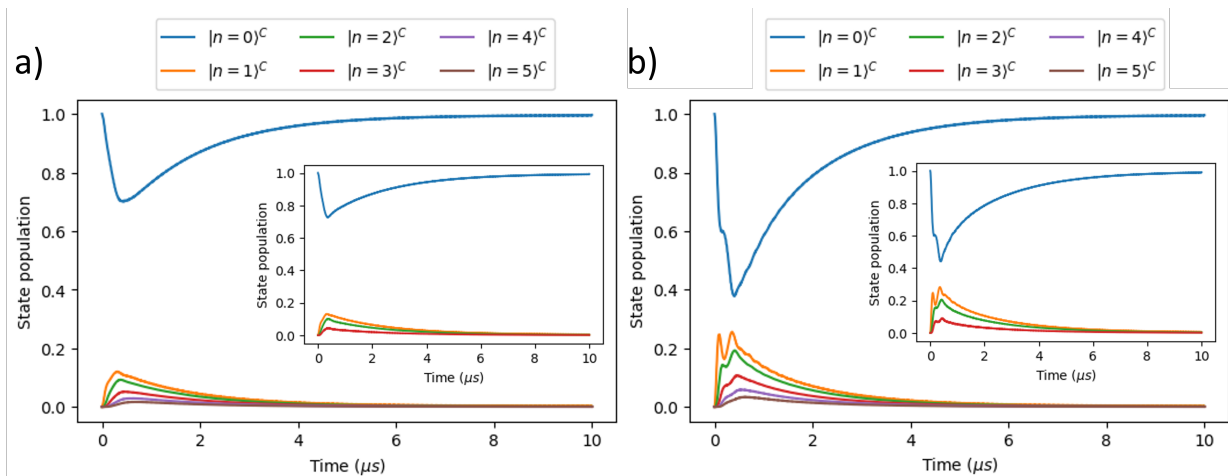 a)
|n = 0⟩^C |n = 2⟩^C |n = 4⟩^C
|n = 1⟩^C |n = 3⟩^C |n = 5⟩^C
State population
1.0
0.8
0.6
0.4
0.2
0.0
0 2 4 6 8 10
Time (μs)
State population
1.0
0.8
0.6
0.4
0.2
0.0
0 2 4 6 8 10
Time (μs)
b)
|n = 0⟩^C |n = 2⟩^C |n = 4⟩^C
|n = 1⟩^C |n = 3⟩^C |n = 5⟩^C
State population
1.0
0.8
0.6
0.4
0.2
0.0
0 2 4 6 8 10
Time (μs)
State population
1.0
0.8
0.6
0.4
0.2
0.0
0 2 4 6 8 10
Time (μs)